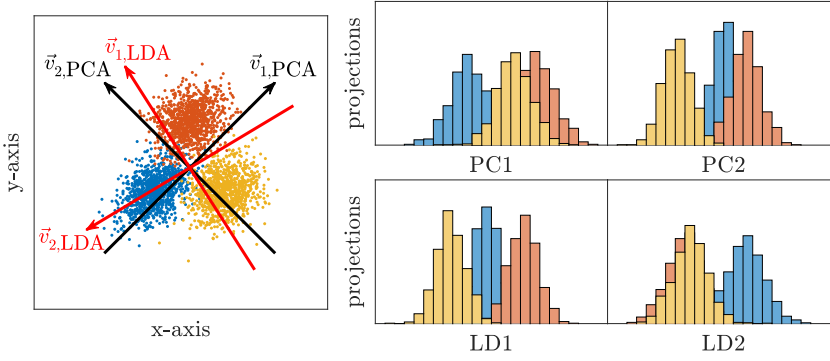 v⃗₁,LDA
v⃗₂,PCA
v⃗₁,PCA
v⃗₂,LDA
y-axis
x-axis
projections
PC1
PC2
projections
LD1
LD2